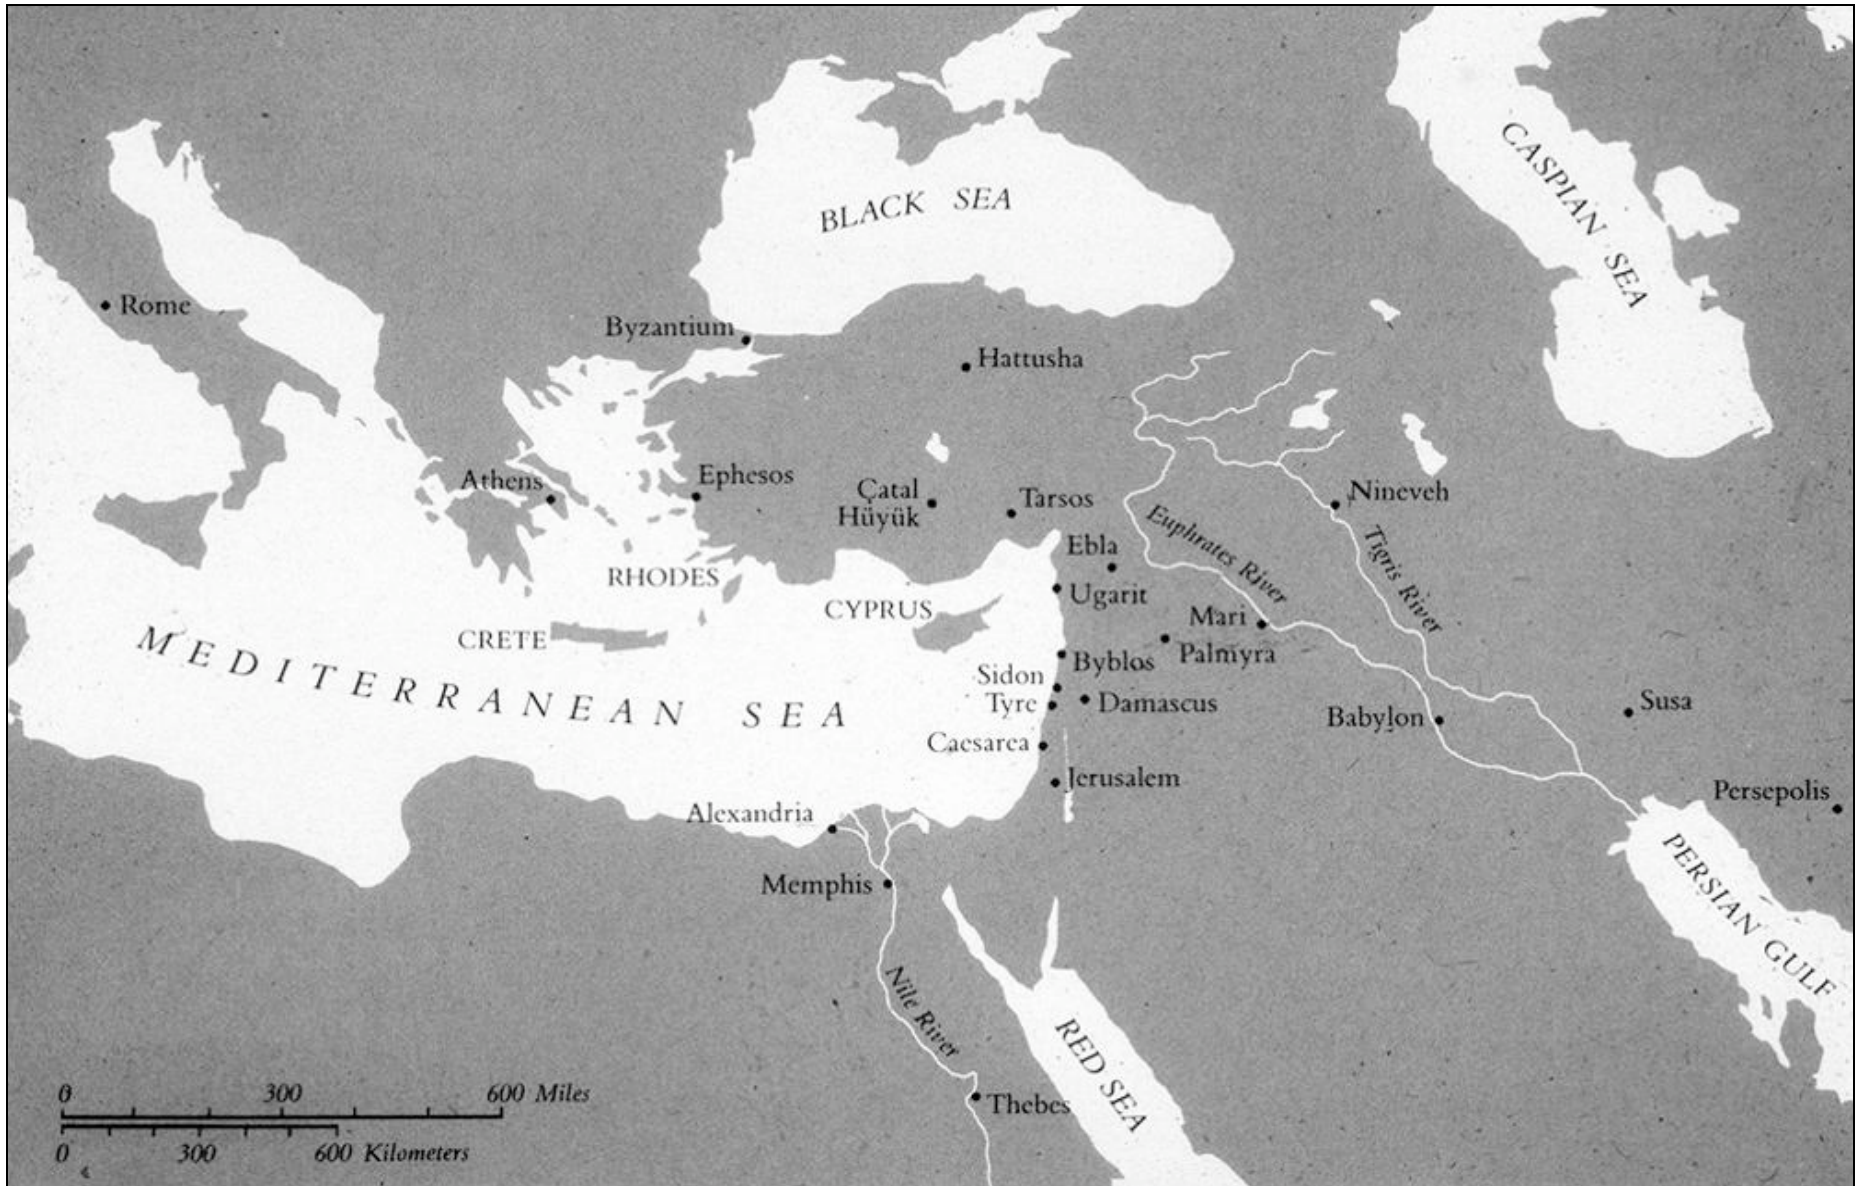 BLACK SEA
CASPIAN SEA
Rome
Byzantium
Hattusha
Athens
Ephesos
Çatal
Hüyük
Tarsos
Nineveh
Euphrates River
Tigris River
Ebla
RHODES
Ugarit
CYPRUS
Mari
CRETE
MEDITERRANEAN SEA
Byblos
Palmyra
Sidon
Tyre
Damascus
Susa
Babylon
Caesarea
Jerusalem
Persepolis
Alexandria
PERSIAN GULF
Memphis
Nile River
RED SEA
Thebes
0 300 600 Miles
0 300 600 Kilometers